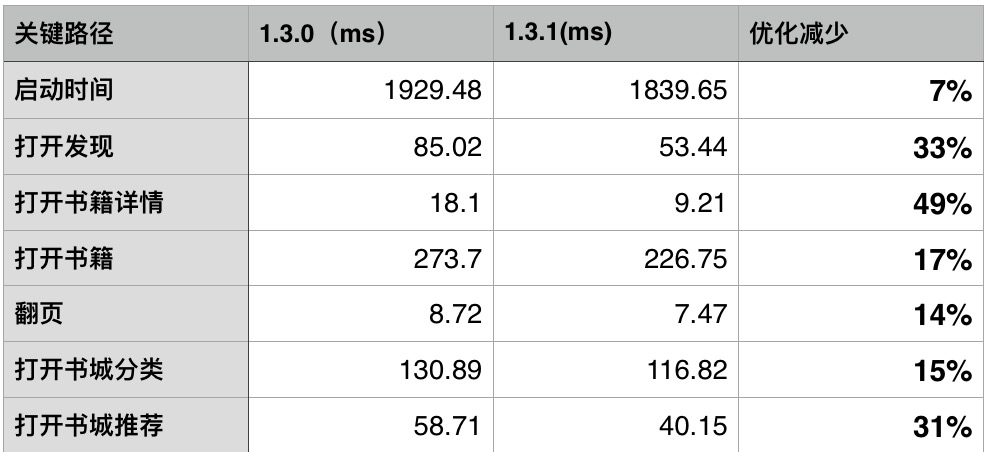 关键路径 1.3.0（ms） 1.3.1(ms) 优化减少
启动时间 1929.48 1839.65 7%
打开发现 85.02 53.44 33%
打开书籍详情 18.1 9.21 49%
打开书籍 273.7 226.75 17%
翻页 8.72 7.47 14%
打开书城分类 130.89 116.82 15%
打开书城推荐 58.71 40.15 31%